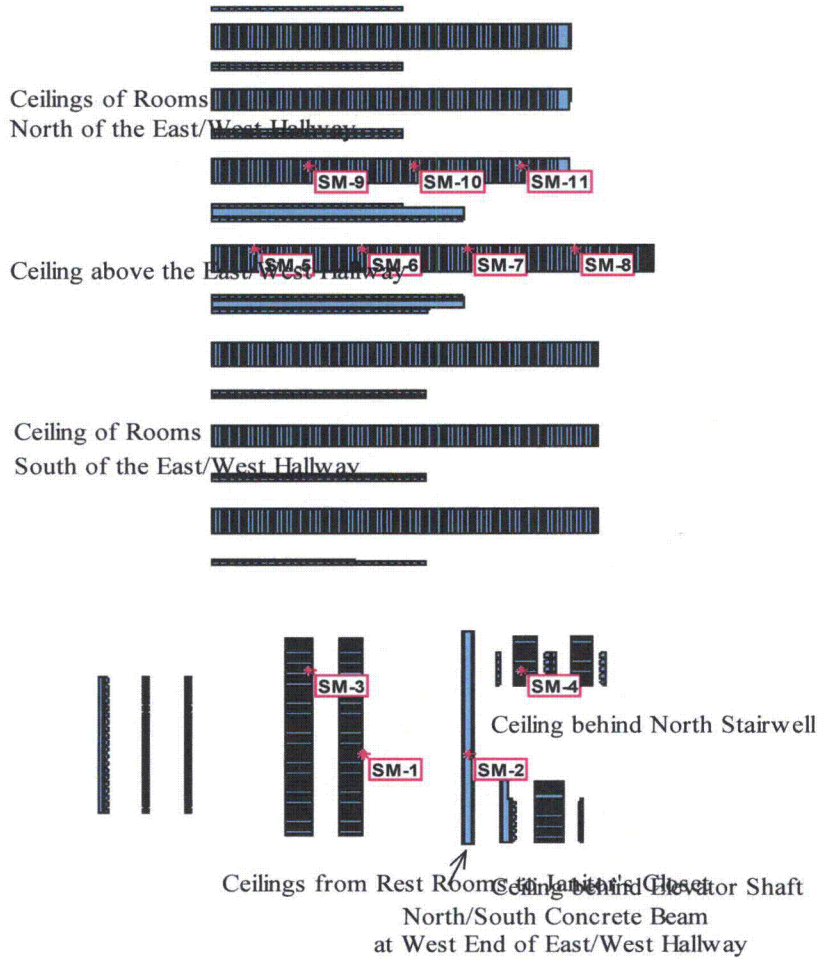 Ceilings of Rooms
North of the East/West Hallway
SM-9 SM-10 SM-11
SM-5 SM-6 SM-7 SM-8
Ceiling above the East/West Hallway
Ceiling of Rooms
South of the East/West Hallway
SM-3 SM-4
Ceiling behind North Stairwell
SM-1 SM-2
Ceilings from Rest Rooms to Janitor's Closet
Ceiling behind Elevator Shaft
North/South Concrete Beam
at West End of East/West Hallway